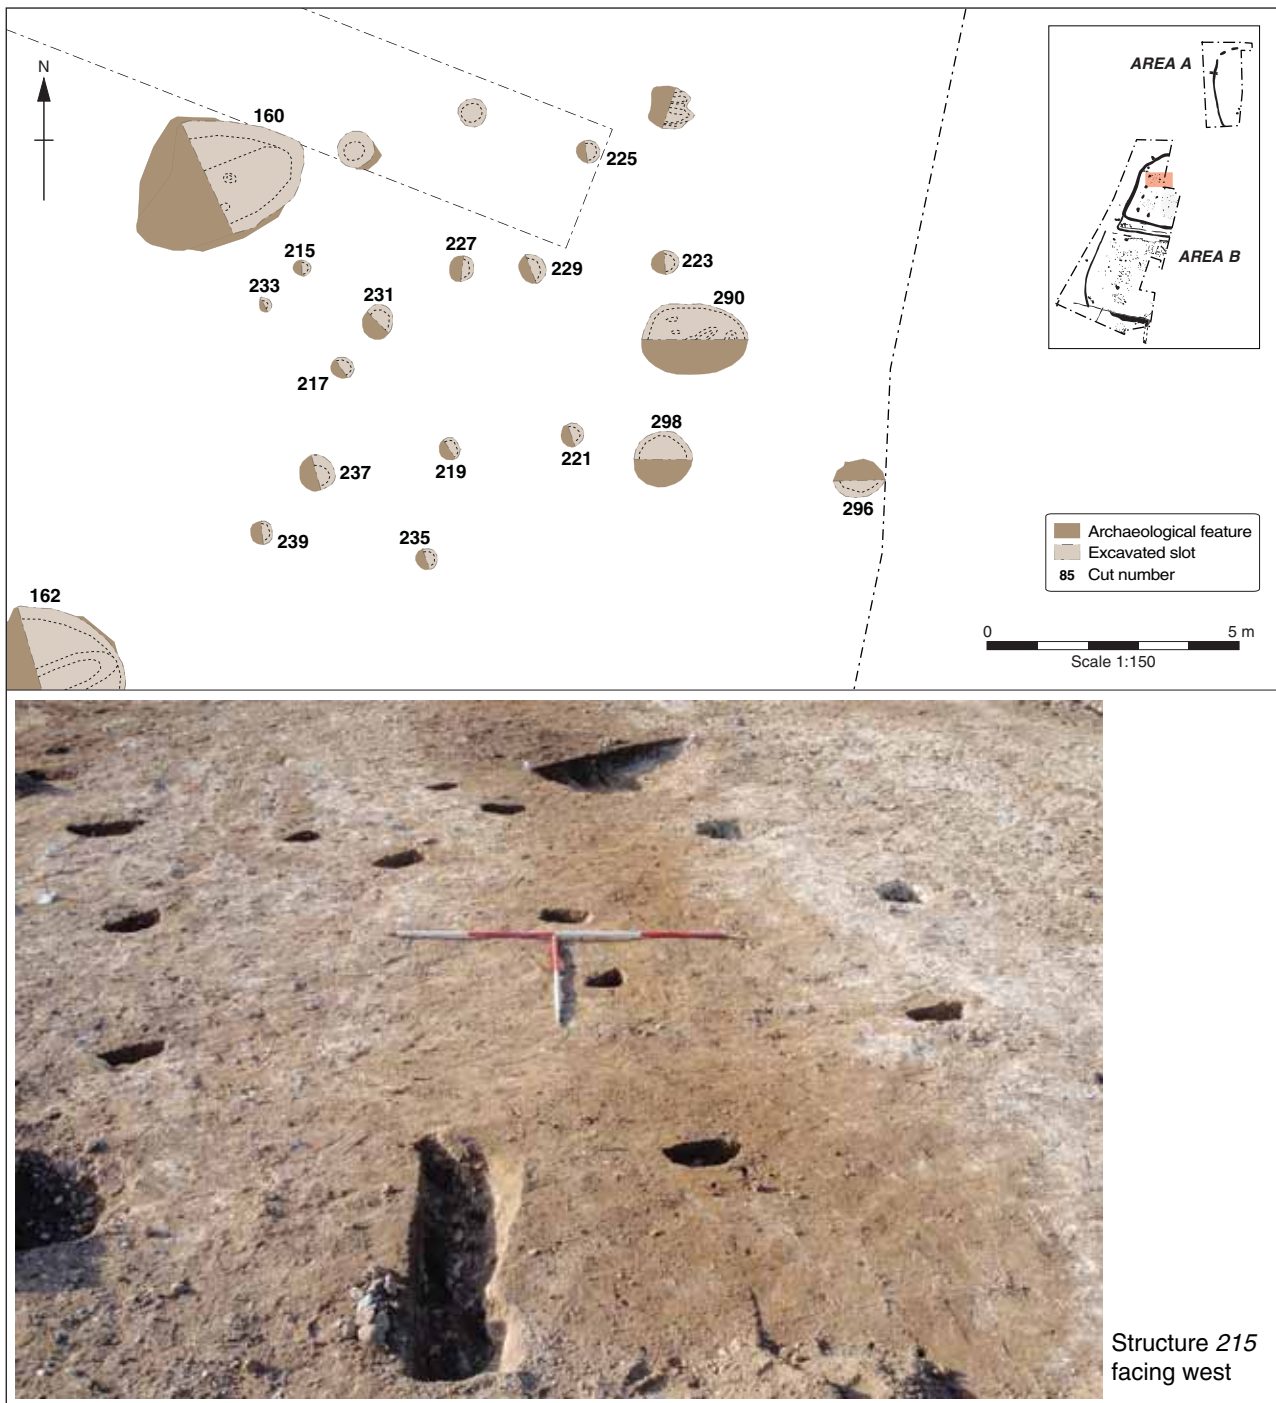 N
160
225
215
227
229
223
233
231
290
217
298
237
219
221
296
239
235
162
AREA A
AREA B
Archaeological feature
Excavated slot
85 Cut number
0 5 m
Scale 1:150
Structure 215
facing west